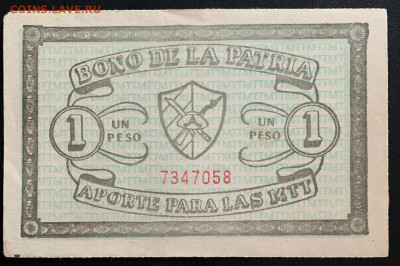 COINS.LAVE.RU
BONO DE LA PATRIA
1 UN PESO
UN PESO 1
7347058
APORTE PARA LAS MTT